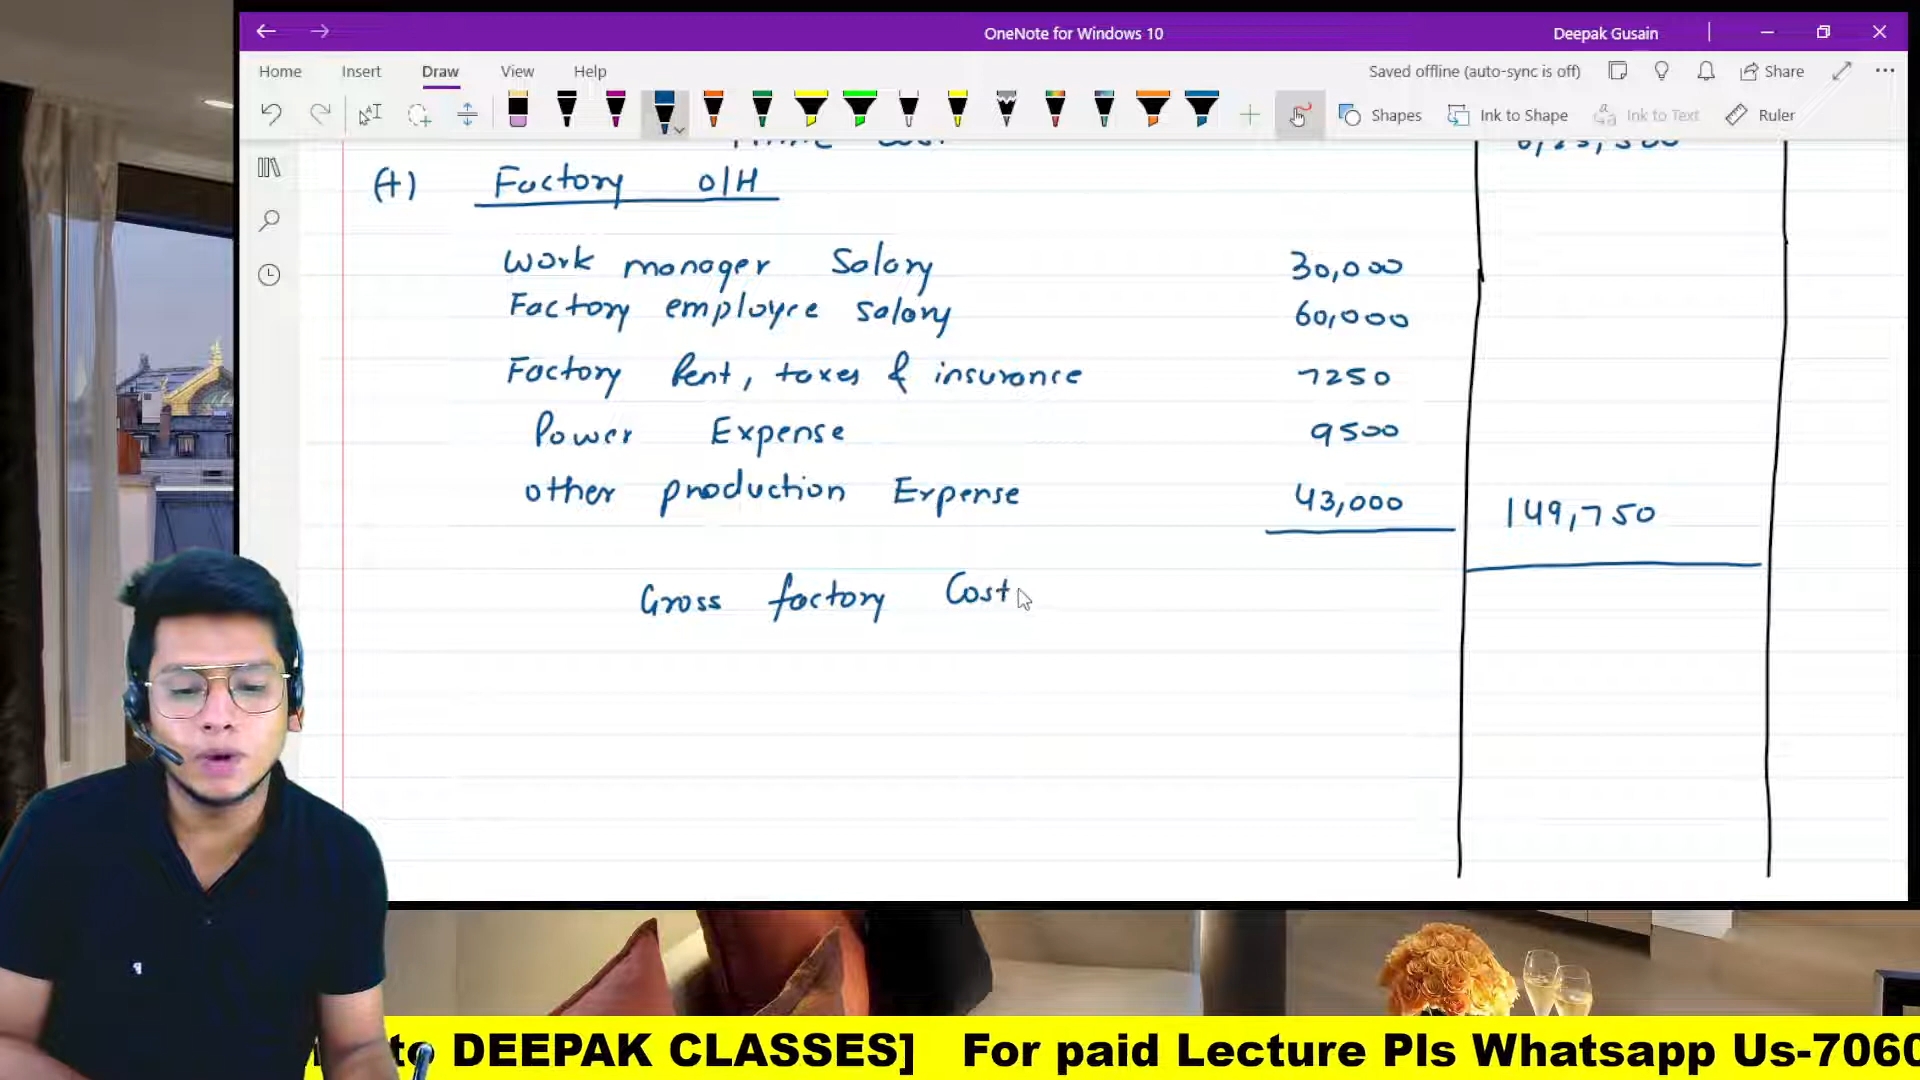 OneNote for Windows 10
Deepak Gusain
Home Insert Draw View Help
Saved offline (auto-sync is off)
Share
Shapes
Ink to Shape
Ink to Text
Ruler
(+) Factory O/H
Work manager Salary 30,000
Factory employee salary 60,000
Factory Rent, taxes & insurance 7250
Power Expense 9500
other production Expense 43,000 149,750
Gross factory Cost
to DEEPAK CLASSES] For paid Lecture Pls Whatsapp Us-7060